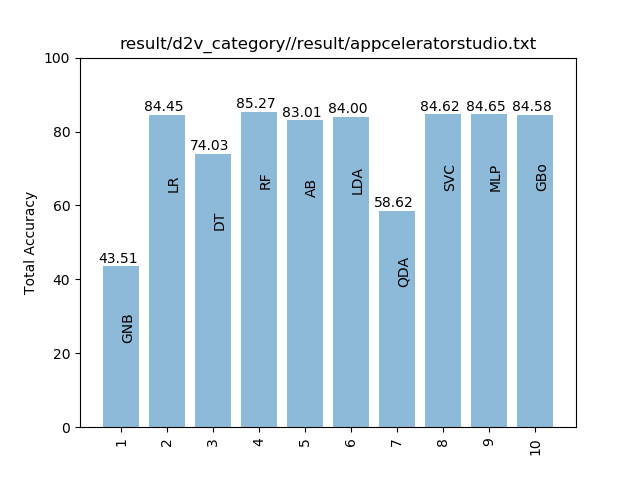 result/d2v_category//result/appceleratorstudio.txt
Total Accuracy
100
80
60
40
20
0
43.51
84.45
74.03
85.27
83.01
84.00
58.62
84.62
84.65
84.58
GNB
LR
DT
RF
AB
LDA
QDA
SVC
MLP
GBo
1
2
3
4
5
6
7
8
9
10